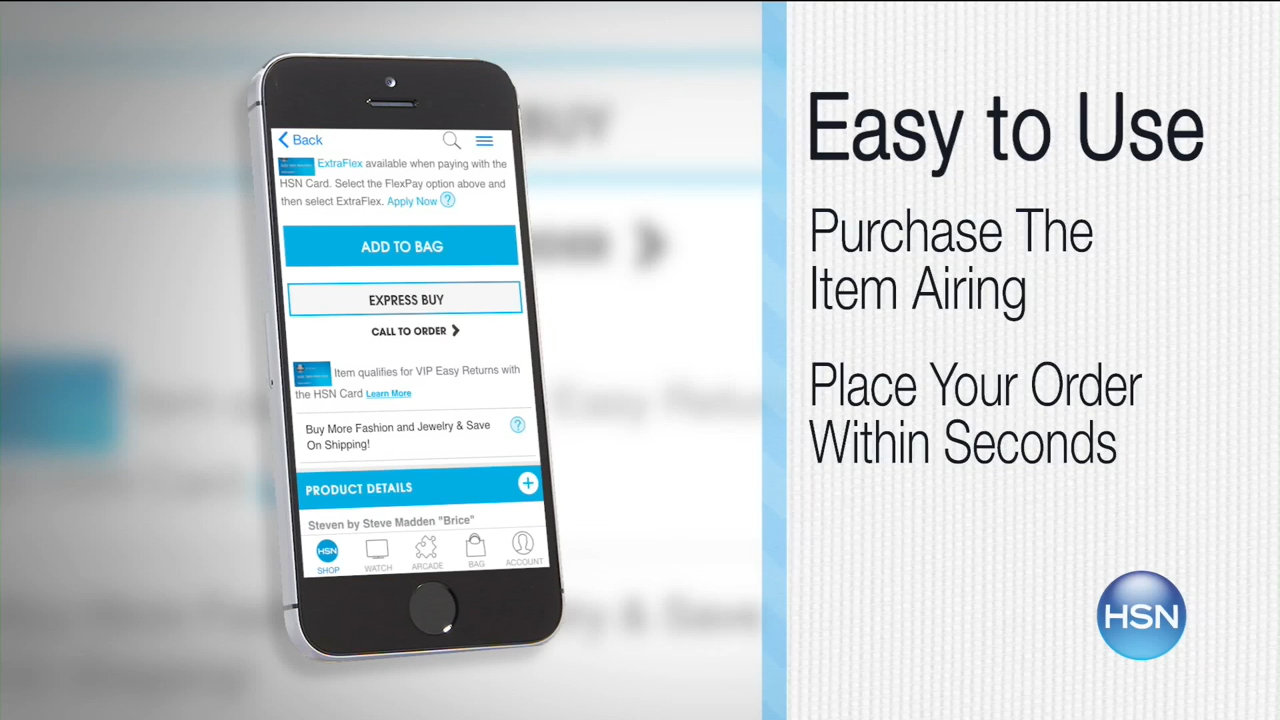 Back
ExtraFlex available when paying with the
HSN Card. Select the FlexPay option above and
then select ExtraFlex. Apply Now ?
ADD TO BAG
EXPRESS BUY
CALL TO ORDER
Item qualifies for VIP Easy Returns with
the HSN Card Learn More
Buy More Fashion and Jewelry & Save
On Shipping!
?
PRODUCT DETAILS
Steven by Steve Madden "Brice"
HSN
SHOP
WATCH
ARCADE
BAG
ACCOUNT
Easy to Use
Purchase The
Item Airing
Place Your Order
Within Seconds
HSN